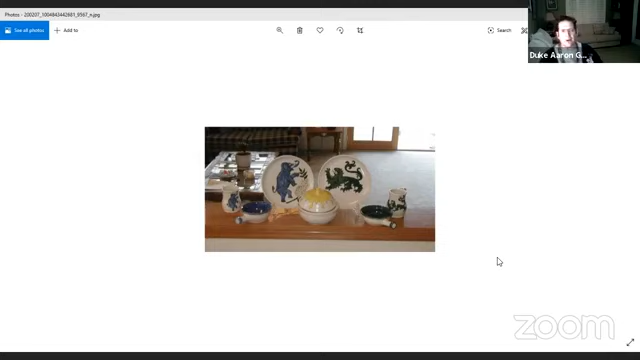 Photos - 200207_1004843442681_9567_n.jpg
See all photos
Add to
Search
Duke Aaron G...
zoom